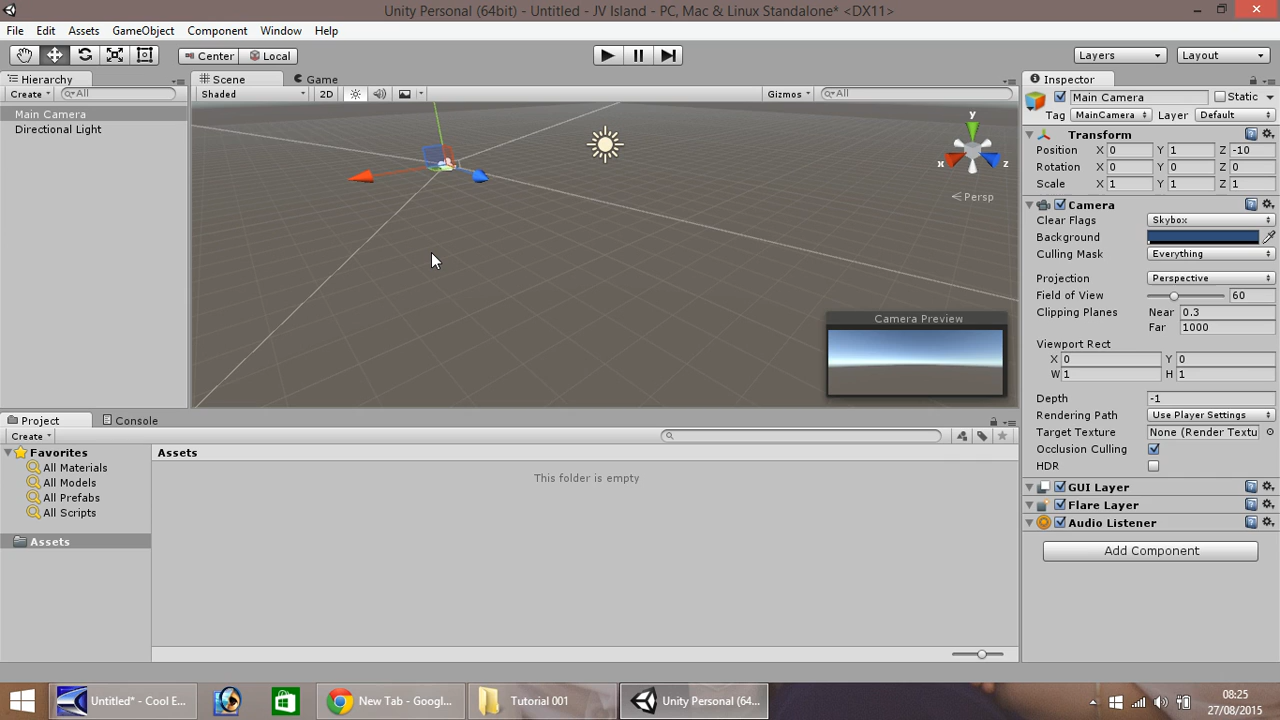 Unity Personal (64bit) - Untitled - JV Island - PC, Mac & Linux Standalone* <DX11>
File Edit Assets GameObject Component Window Help
Center Local Layers Layout
Hierarchy
Create All
Main Camera
Directional Light
Scene Game
Shaded 2D Gizmos All
y
x z
Persp
Camera Preview
Inspector
Main Camera Static
Tag MainCamera Layer Default
Transform
Position X 0 Y 1 Z -10
Rotation X 0 Y 0 Z 0
Scale X 1 Y 1 Z 1
Camera
Clear Flags Skybox
Background
Culling Mask Everything
Projection Perspective
Field of View 60
Clipping Planes Near 0.3
Far 1000
Viewport Rect
X 0 Y 0
W 1 H 1
Depth -1
Rendering Path Use Player Settings
Target Texture None (Render Textu
Occlusion Culling
HDR
GUI Layer
Flare Layer
Audio Listener
Add Component
Project Console
Create
Favorites
All Materials
All Models
All Prefabs
All Scripts
Assets
Assets
This folder is empty
Untitled* - Cool E...
New Tab - Googl...
Tutorial 001
Unity Personal (64...
08:25
27/08/2015